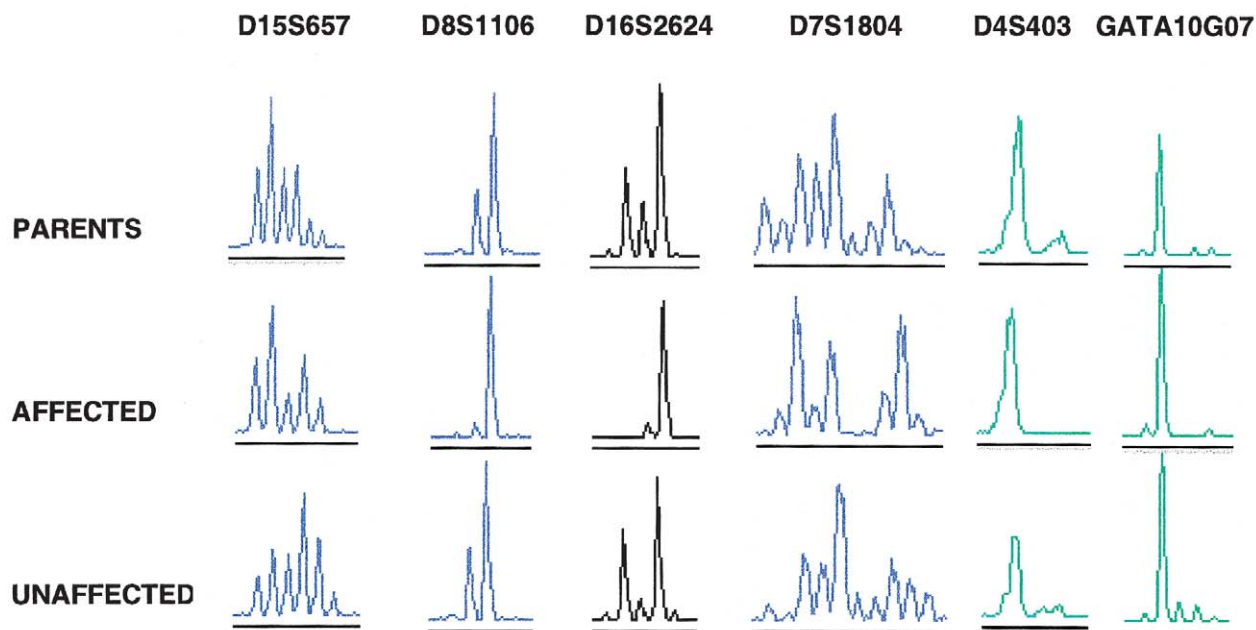 D15S657 D8S1106 D16S2624 D7S1804 D4S403 GATA10G07
PARENTS
AFFECTED
UNAFFECTED